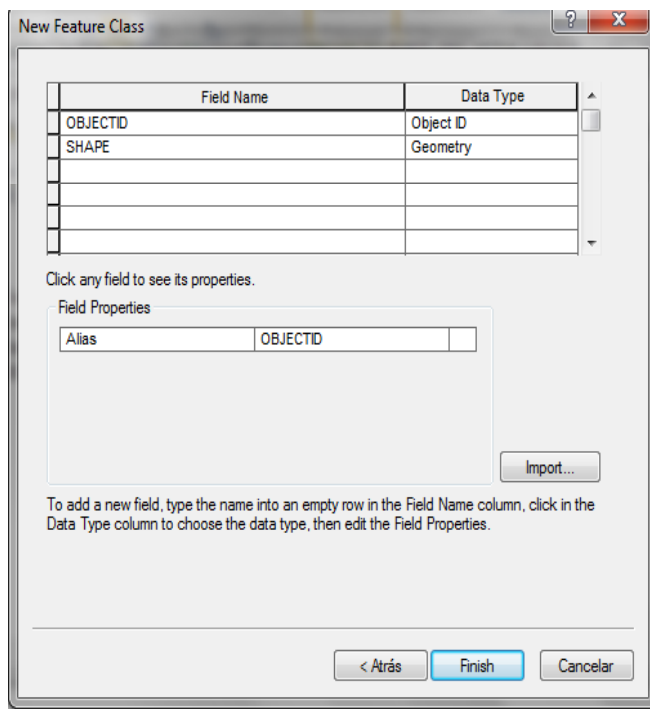 New Feature Class
Field Name Data Type
OBJECTID Object ID
SHAPE Geometry
Click any field to see its properties.
Field Properties
Alias OBJECTID
Import...
To add a new field, type the name into an empty row in the Field Name column, click in the
Data Type column to choose the data type, then edit the Field Properties.
< Atrás Finish Cancelar